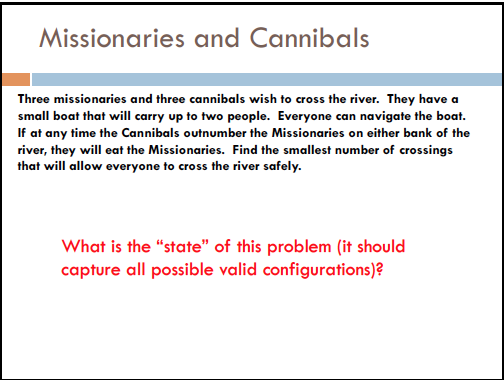 Missionaries and Cannibals
Three missionaries and three cannibals wish to cross the river. They have a
small boat that will carry up to two people. Everyone can navigate the boat.
If at any time the Cannibals outnumber the Missionaries on either bank of the
river, they will eat the Missionaries. Find the smallest number of crossings
that will allow everyone to cross the river safely.
What is the “state” of this problem (it should
capture all possible valid configurations)?